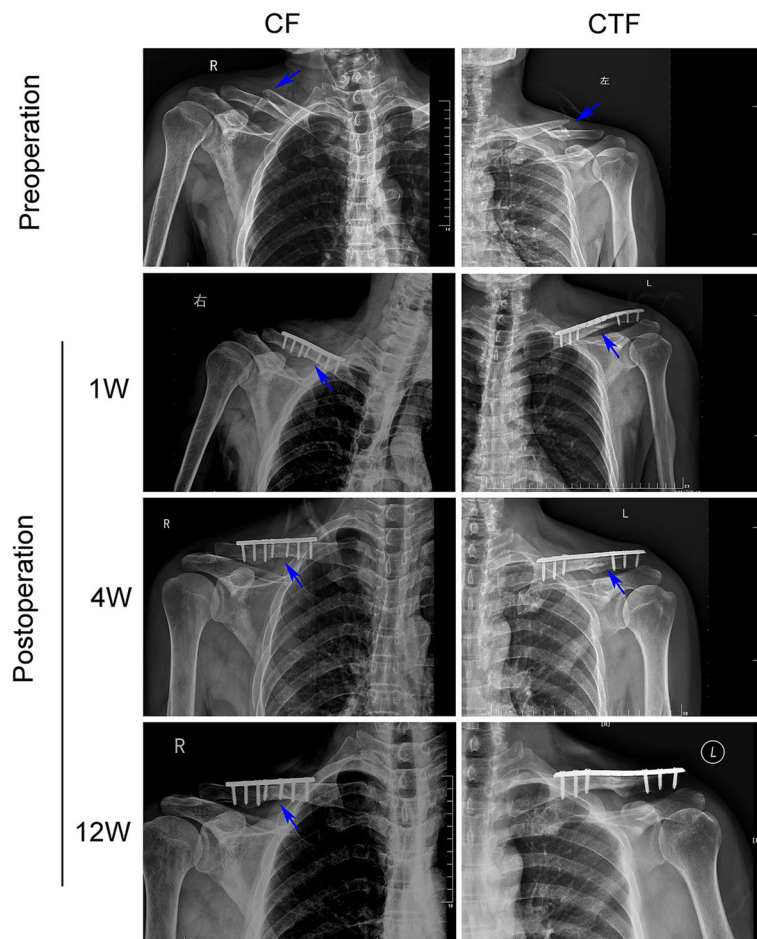 CF
CTF
Preoperation
R
左
Postoperation
1W
右
L
4W
R
L
12W
R
L